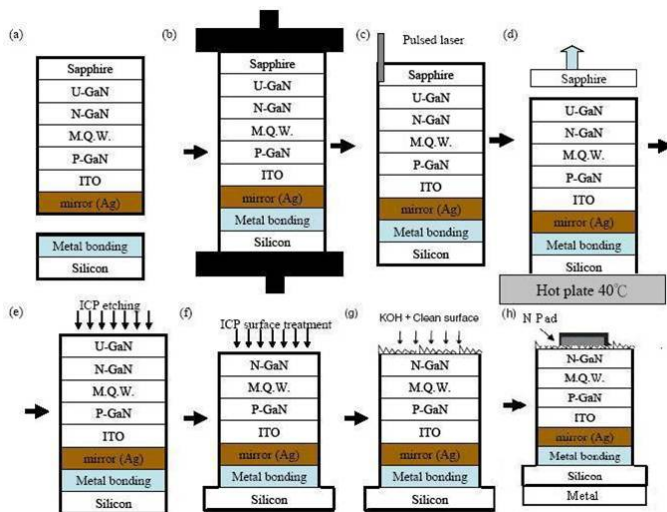 (a)
Sapphire
U-GaN
N-GaN
M.Q.W.
P-GaN
ITO
mirror (Ag)
Metal bonding
Silicon
(b)
Sapphire
U-GaN
N-GaN
M.Q.W.
P-GaN
ITO
mirror (Ag)
Metal bonding
Silicon
(c)
Pulsed laser
Sapphire
U-GaN
N-GaN
M.Q.W.
P-GaN
ITO
mirror (Ag)
Metal bonding
Silicon
(d)
Sapphire
U-GaN
N-GaN
M.Q.W.
P-GaN
ITO
mirror (Ag)
Metal bonding
Silicon
Hot plate 40℃
(e)
ICP etching
U-GaN
N-GaN
M.Q.W.
P-GaN
ITO
mirror (Ag)
Metal bonding
Silicon
(f)
ICP surface treatment
N-GaN
M.Q.W.
P-GaN
ITO
mirror (Ag)
Metal bonding
Silicon
(g)
KOH + Clean surface
N-GaN
M.Q.W.
P-GaN
ITO
mirror (Ag)
Metal bonding
Silicon
(h)
N Pad
N-GaN
M.Q.W.
P-GaN
ITO
mirror (Ag)
Metal bonding
Silicon
Metal